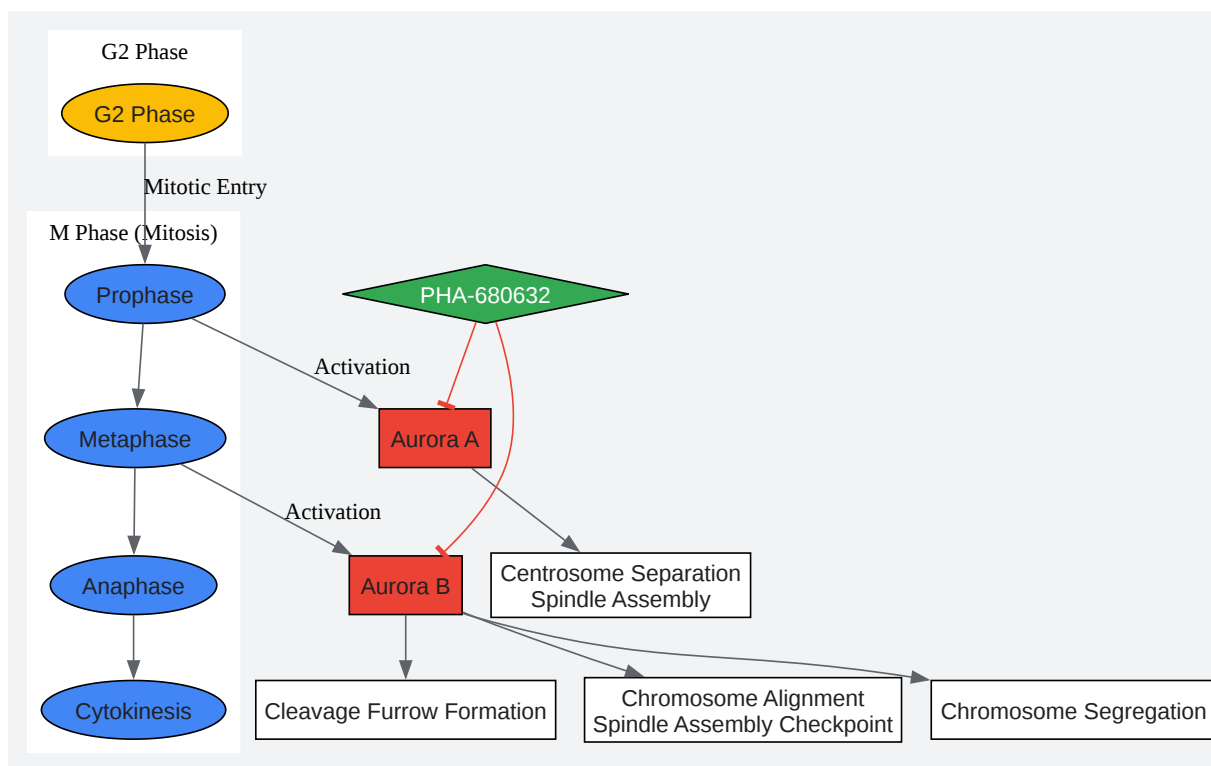 G2 Phase
G2 Phase
Mitotic Entry
M Phase (Mitosis)
Prophase
PHA-680632
Activation
Metaphase
Aurora A
Activation
Anaphase
Aurora B
Centrosome Separation
Spindle Assembly
Cytokinesis
Cleavage Furrow Formation
Chromosome Alignment
Spindle Assembly Checkpoint
Chromosome Segregation